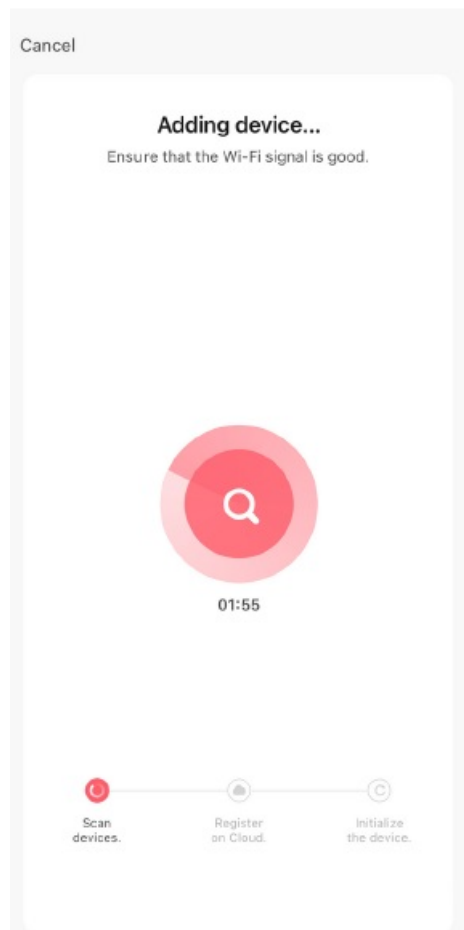 Cancel
Adding device...
Ensure that the Wi-Fi signal is good.
01:55
Scan
devices.
Register
on Cloud.
Initialize
the device.